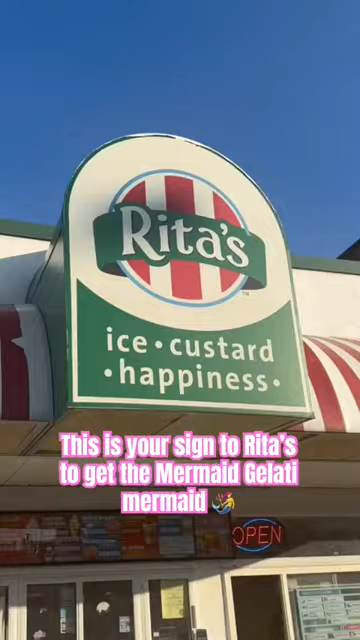 Rita's
ice • custard
• happiness •
This is your sign to Rita's
to get the Mermaid Gelati
mermaid 🧜‍♀️
OPEN